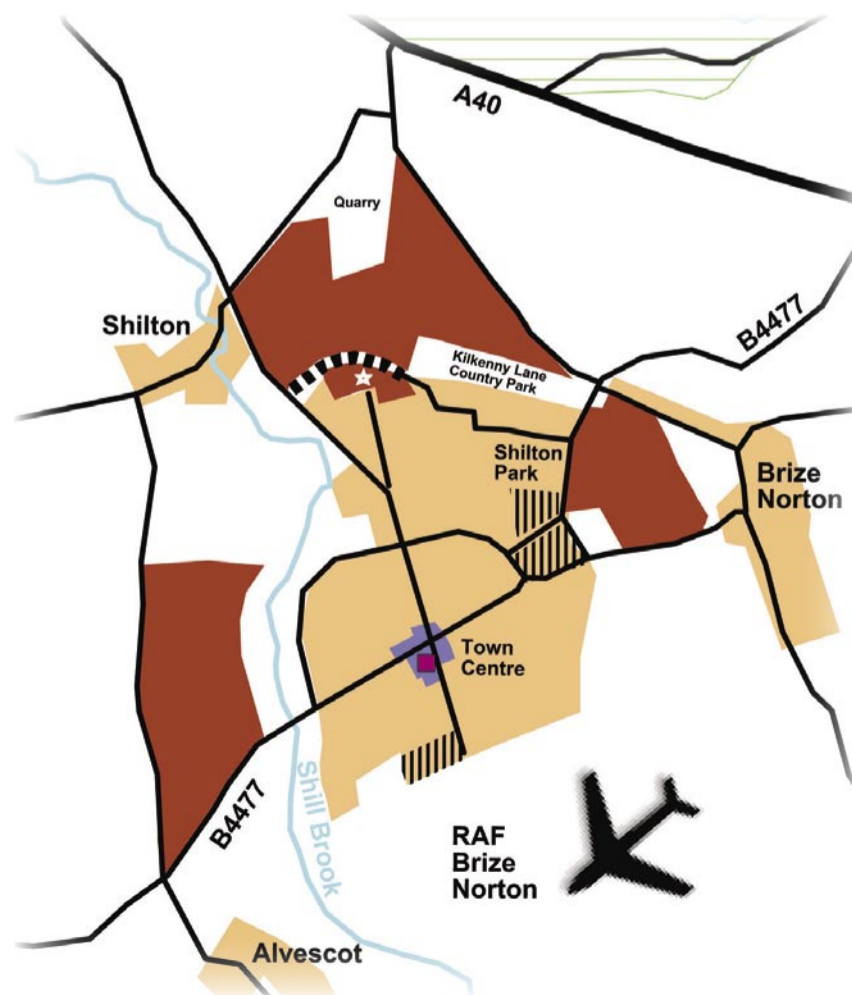 A40
Quarry
B4477
Shilton
Kilkenny Lane
Country Park
Shilton
Park
Brize
Norton
Town
Centre
Shill Brook
B4477
RAF
Brize
Norton
Alvescot